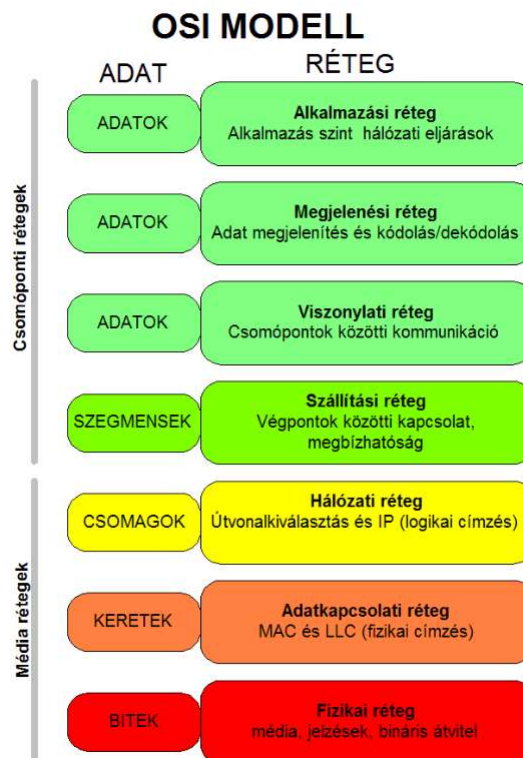 OSI MODELL
ADAT
RÉTEG
Csomóponti rétegek
ADATOK
Alkalmazási réteg
Alkalmazás szint hálózati eljárások
ADATOK
Megjelenési réteg
Adat megjelenítés és kódolás/dekódolás
ADATOK
Viszonylati réteg
Csomópontok közötti kommunikáció
SZEGMENSEK
Szállítási réteg
Végpontok közötti kapcsolat,
megbízhatóság
Média rétegek
CSOMAGOK
Hálózati réteg
Útvonalkiválasztás és IP (logikai címzés)
KERETEK
Adatkapcsolati réteg
MAC és LLC (fizikai címzés)
BITEK
Fizikai réteg
média, jelzések, bináris átvitel